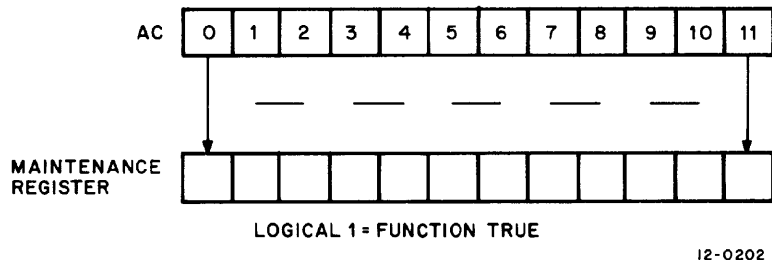 AC 0 1 2 3 4 5 6 7 8 9 10 11
MAINTENANCE
REGISTER
LOGICAL 1 = FUNCTION TRUE
12-0202